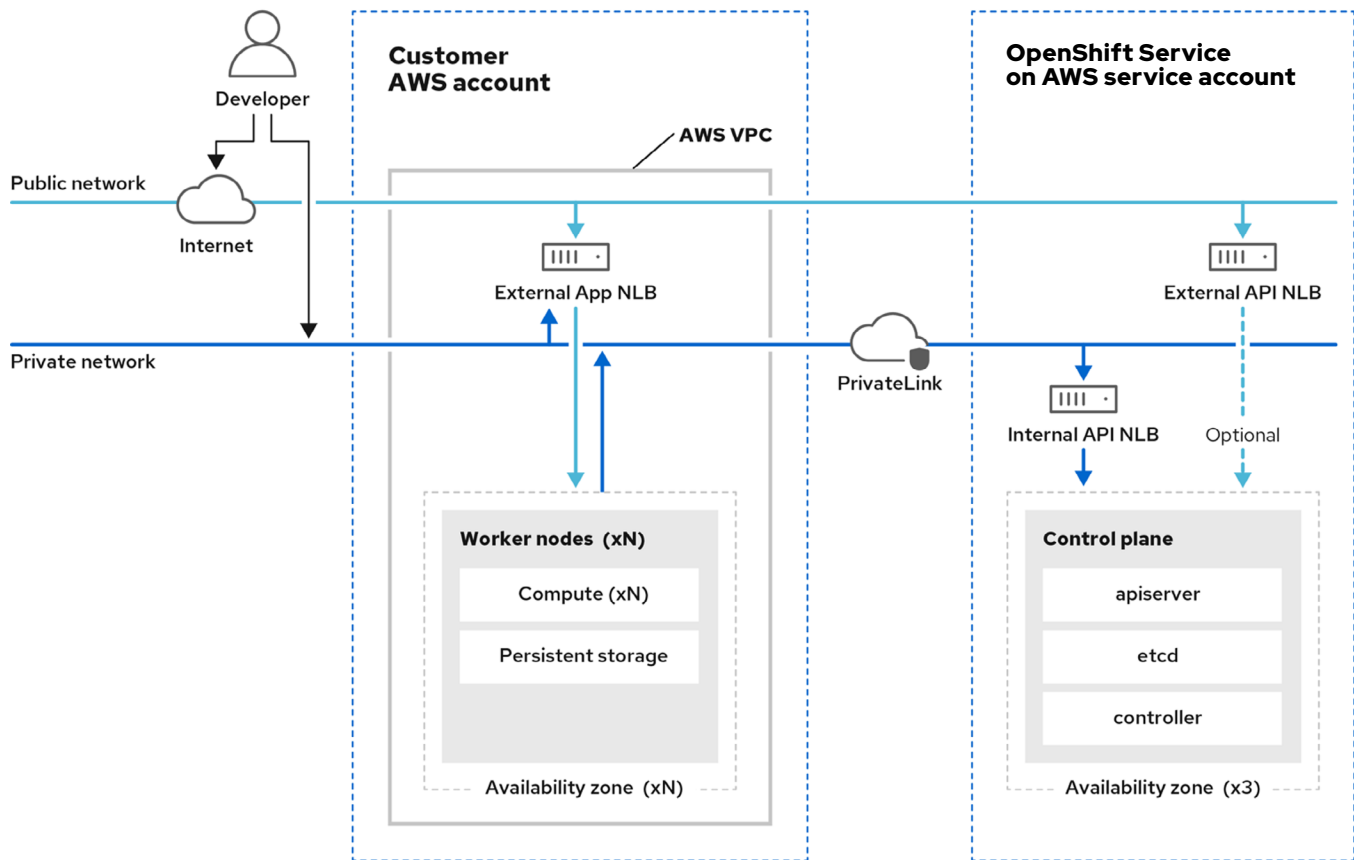 Developer
Customer
AWS account
OpenShift Service
on AWS service account
AWS VPC
Public network
Internet
External App NLB
External API NLB
Private network
PrivateLink
Internal API NLB
Optional
Worker nodes (xN)
Compute (xN)
Persistent storage
Availability zone (xN)
Control plane
apiserver
etcd
controller
Availability zone (x3)